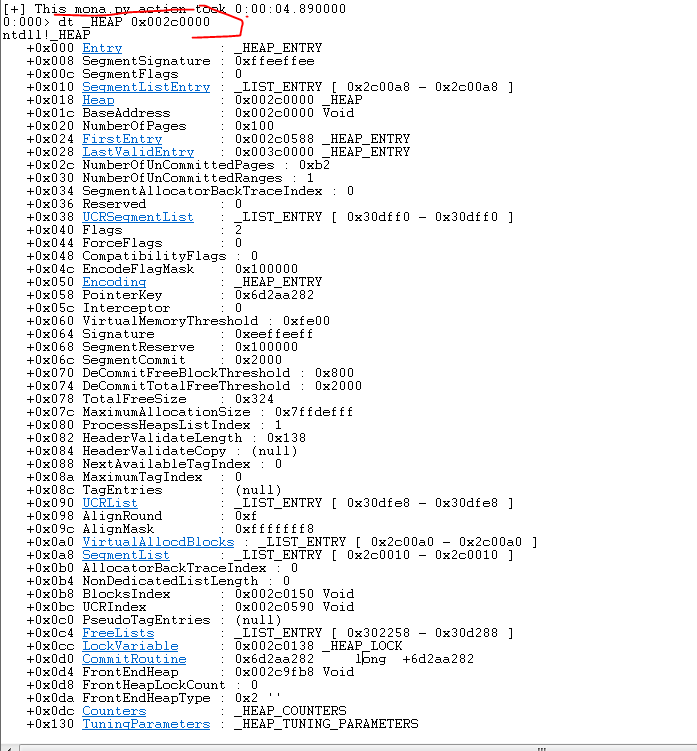 [+] This mona.py action took 0:00:04.890000
0:000> dt _HEAP 0x002c0000
ntdll!_HEAP
   +0x000 Entry            : _HEAP_ENTRY
   +0x008 SegmentSignature : 0xffeeffee
   +0x00c SegmentFlags     : 0
   +0x010 SegmentListEntry : _LIST_ENTRY [ 0x2c00a8 - 0x2c00a8 ]
   +0x018 Heap             : 0x002c0000 _HEAP
   +0x01c BaseAddress      : 0x002c0000 Void
   +0x020 NumberOfPages    : 0x100
   +0x024 FirstEntry       : 0x002c0588 _HEAP_ENTRY
   +0x028 LastValidEntry   : 0x003c0000 _HEAP_ENTRY
   +0x02c NumberOfUnCommittedPages : 0xb2
   +0x030 NumberOfUnCommittedRanges : 1
   +0x034 SegmentAllocatorBackTraceIndex : 0
   +0x036 Reserved         : 0
   +0x038 UCRSegmentList   : _LIST_ENTRY [ 0x30dff0 - 0x30dff0 ]
   +0x040 Flags            : 2
   +0x044 ForceFlags       : 0
   +0x048 CompatibilityFlags : 0
   +0x04c EncodeFlagMask   : 0x100000
   +0x050 Encoding         : _HEAP_ENTRY
   +0x058 PointerKey       : 0x6d2aa282
   +0x05c Interceptor      : 0
   +0x060 VirtualMemoryThreshold : 0xfe00
   +0x064 Signature        : 0xeeffeeff
   +0x068 SegmentReserve   : 0x100000
   +0x06c SegmentCommit    : 0x2000
   +0x070 DeCommitFreeBlockThreshold : 0x800
   +0x074 DeCommitTotalFreeThreshold : 0x2000
   +0x078 TotalFreeSize    : 0x324
   +0x07c MaximumAllocationSize : 0x7ffdefff
   +0x080 ProcessHeapsListIndex : 1
   +0x082 HeaderValidateLength : 0x138
   +0x084 HeaderValidateCopy : (null)
   +0x088 NextAvailableTagIndex : 0
   +0x08a MaximumTagIndex  : 0
   +0x08c TagEntries       : (null)
   +0x090 UCRList          : _LIST_ENTRY [ 0x30dfe8 - 0x30dfe8 ]
   +0x098 AlignRound       : 0xf
   +0x09c AlignMask        : 0xfffffff8
   +0x0a0 VirtualAllocdBlocks : _LIST_ENTRY [ 0x2c00a0 - 0x2c00a0 ]
   +0x0a8 SegmentList      : _LIST_ENTRY [ 0x2c0010 - 0x2c0010 ]
   +0x0b0 AllocatorBackTraceIndex : 0
   +0x0b4 NonDedicatedListLength : 0
   +0x0b8 BlocksIndex      : 0x002c0150 Void
   +0x0bc UCRIndex         : 0x002c0590 Void
   +0x0c0 PseudoTagEntries : (null)
   +0x0c4 FreeLists        : _LIST_ENTRY [ 0x302258 - 0x30d288 ]
   +0x0cc LockVariable     : 0x002c0138 _HEAP_LOCK
   +0x0d0 CommitRoutine    : 0x6d2aa282     long  +6d2aa282
   +0x0d4 FrontEndHeap     : 0x002c9fb8 Void
   +0x0d8 FrontHeapLockCount : 0
   +0x0da FrontEndHeapType : 0x2 ''
   +0x0dc Counters         : _HEAP_COUNTERS
   +0x130 TuningParameters : _HEAP_TUNING_PARAMETERS